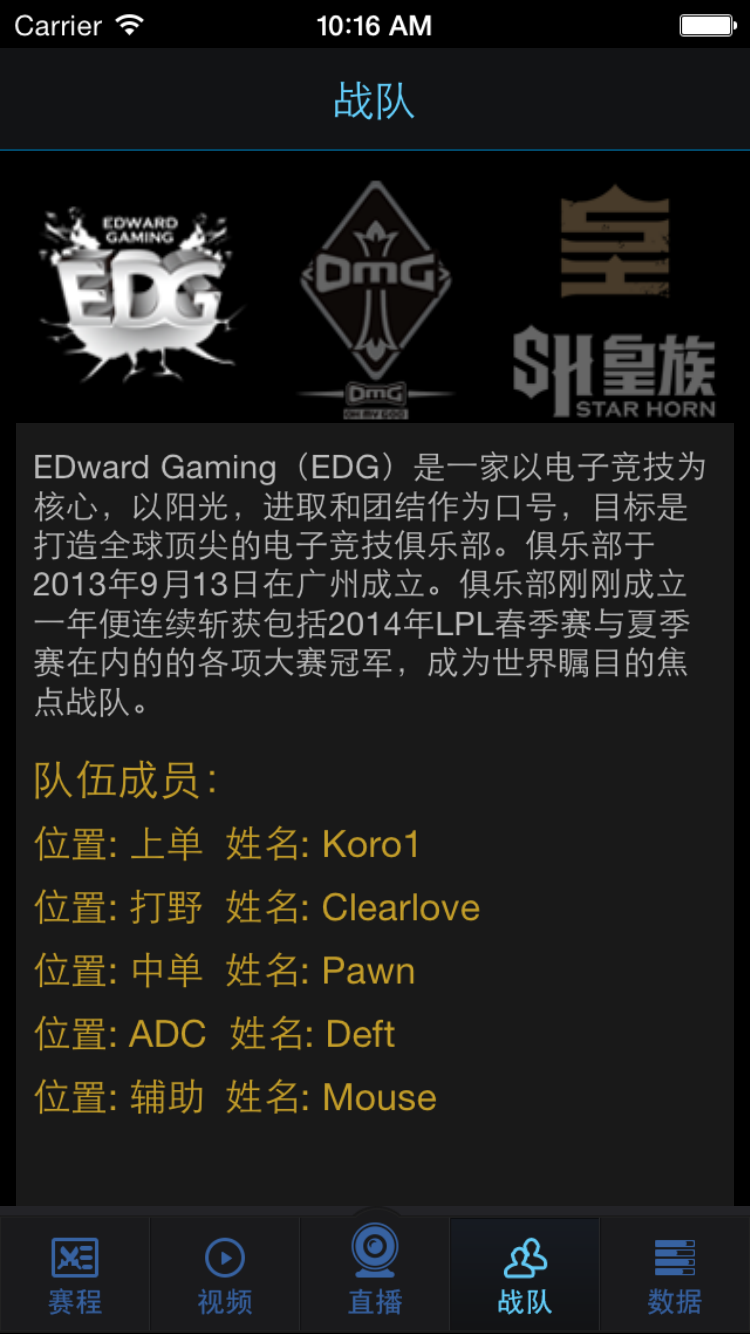 Carrier 10:16 AM
战队
EDWARD
GAMING
EDG
DmG
DmG
OH MY GOD
SH皇族
STAR HORN
EDward Gaming（EDG）是一家以电子竞技为
核心，以阳光，进取和团结作为口号，目标是
打造全球顶尖的电子竞技俱乐部。俱乐部于
2013年9月13日在广州成立。俱乐部刚刚成立
一年便连续斩获包括2014年LPL春季赛与夏季
赛在内的的各项大赛冠军，成为世界瞩目的焦
点战队。
队伍成员：
位置: 上单 姓名: Koro1
位置: 打野 姓名: Clearlove
位置: 中单 姓名: Pawn
位置: ADC 姓名: Deft
位置: 辅助 姓名: Mouse
赛程 视频 直播 战队 数据